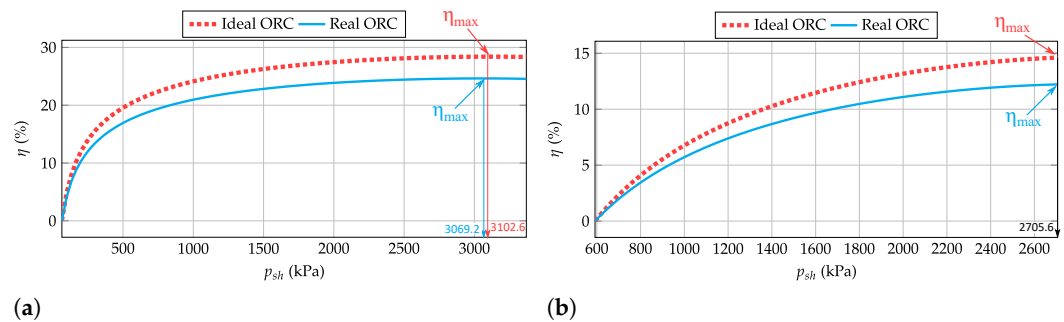 Ideal ORC Real ORC
η_max
30
20
10
0
η (%)
η_max
3069.2
3102.6
500 1000 1500 2000 2500 3000
p_sh (kPa)
(a)
Ideal ORC Real ORC
η_max
15
10
5
0
η (%)
η_max
2705.6
600 800 1000 1200 1400 1600 1800 2000 2200 2400 2600
p_sh (kPa)
(b)